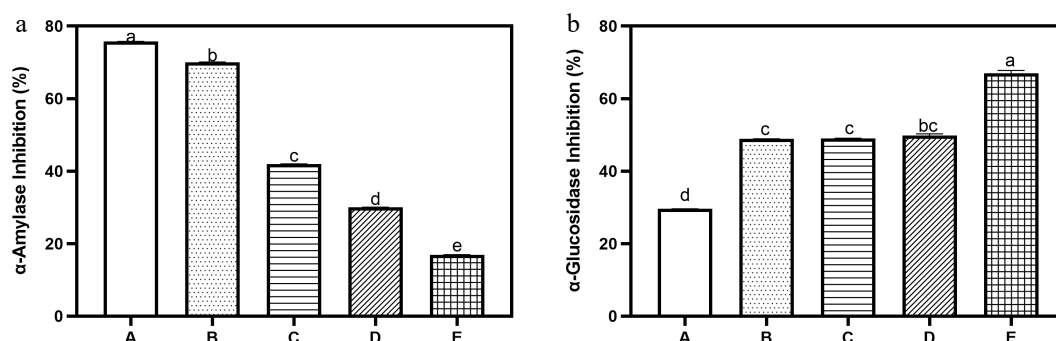 a
α-Amylase Inhibition (%)
80
60
40
20
0
a
b
c
d
e
A
B
C
D
E
b
α-Glucosidase Inhibition (%)
80
60
40
20
0
d
c
c
bc
a
A
B
C
D
E